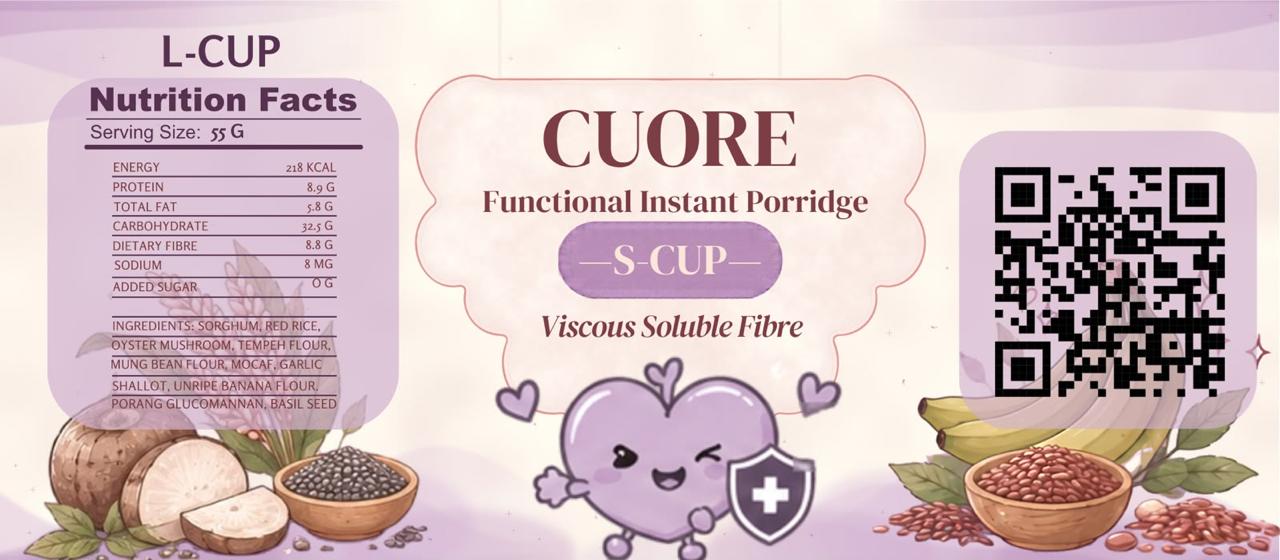 L-CUP
Nutrition Facts
Serving Size: 55 G
ENERGY 218 KCAL
PROTEIN 8.9 G
TOTAL FAT 5.8 G
CARBOHYDRATE 32.5 G
DIETARY FIBRE 8.8 G
SODIUM 8 MG
ADDED SUGAR 0 G
INGREDIENTS: SORGHUM, RED RICE,
OYSTER MUSHROOM, TEMPEH FLOUR,
MUNG BEAN FLOUR, MOCAF, GARLIC
SHALLOT, UNRIPE BANANA FLOUR,
PORANG GLUCOMANNAN, BASIL SEED
CUORE
Functional Instant Porridge
—S-CUP—
Viscous Soluble Fibre